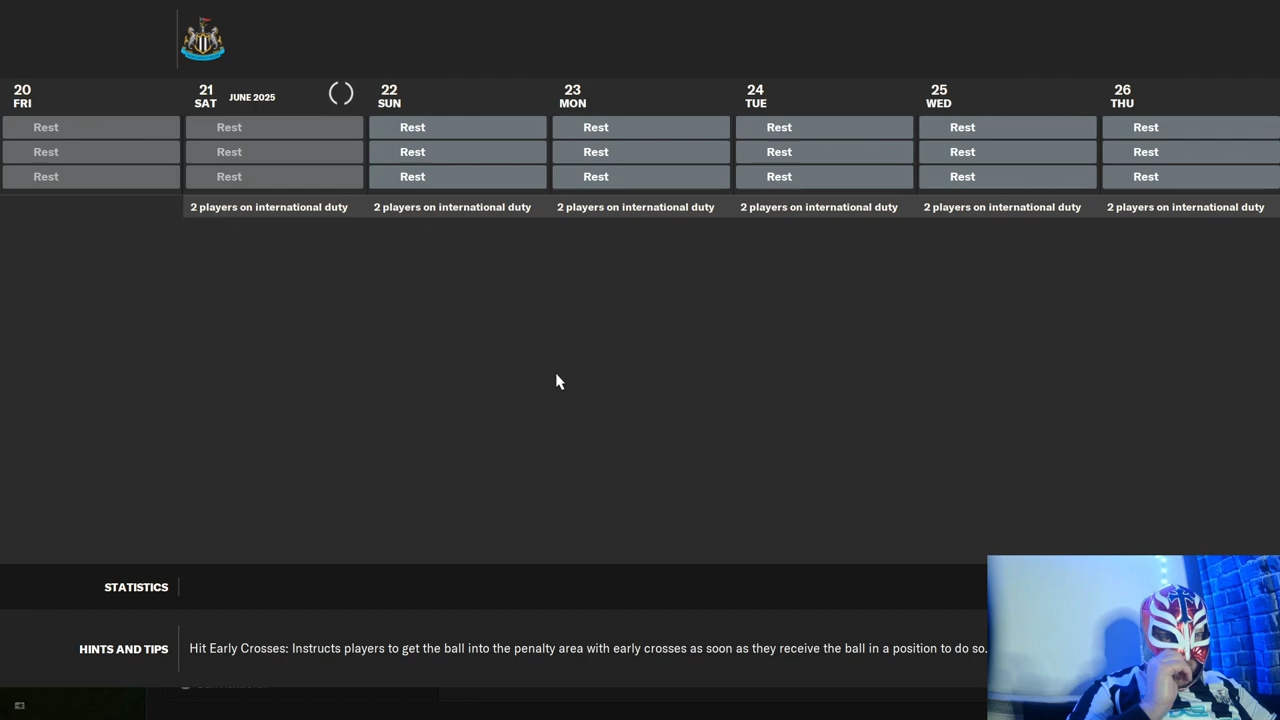 20
FRI
21
SAT
JUNE 2025
22
SUN
23
MON
24
TUE
25
WED
26
THU
Rest Rest Rest Rest Rest Rest Rest
Rest Rest Rest Rest Rest Rest Rest
Rest Rest Rest Rest Rest Rest Rest
2 players on international duty 2 players on international duty 2 players on international duty 2 players on international duty 2 players on international duty 2 players on international duty
STATISTICS
HINTS AND TIPS
Hit Early Crosses: Instructs players to get the ball into the penalty area with early crosses as soon as they receive the ball in a position to do so.